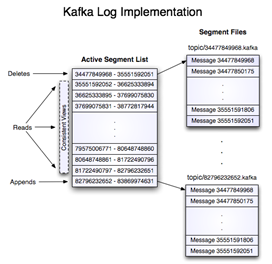 Kafka Log Implementation
Segment Files
Active Segment List
topic/34477849968.kafka
Deletes
34477849968 - 35551592051
35551592052 - 36625333894
36625333895 - 37699075830
37699075831 - 38772817944
Message 34477849968
Message 34477850175
Message 35551591806
Message 35551592051
Reads
Consistent Views
79575006771 - 80648748860
80648748861 - 81722490796
81722490797 - 82796232651
82796232652 - 83869974631
Appends
topic/82796232652.kafka
Message 34477849968
Message 34477850175
Message 35551591806
Message 35551592051